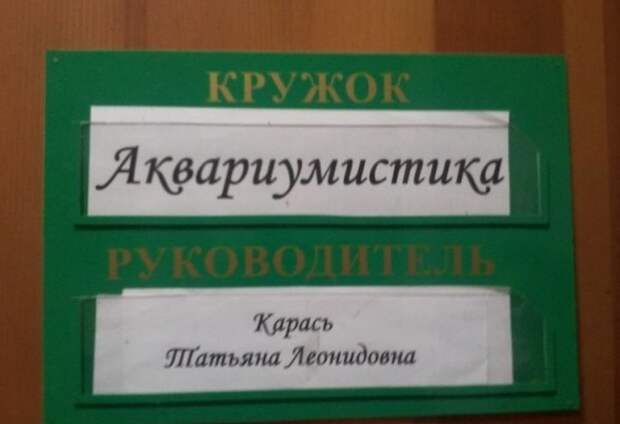 КРУЖОК
Аквариумистика
РУКОВОДИТЕЛЬ
Карась
Татьяна Леонидовна